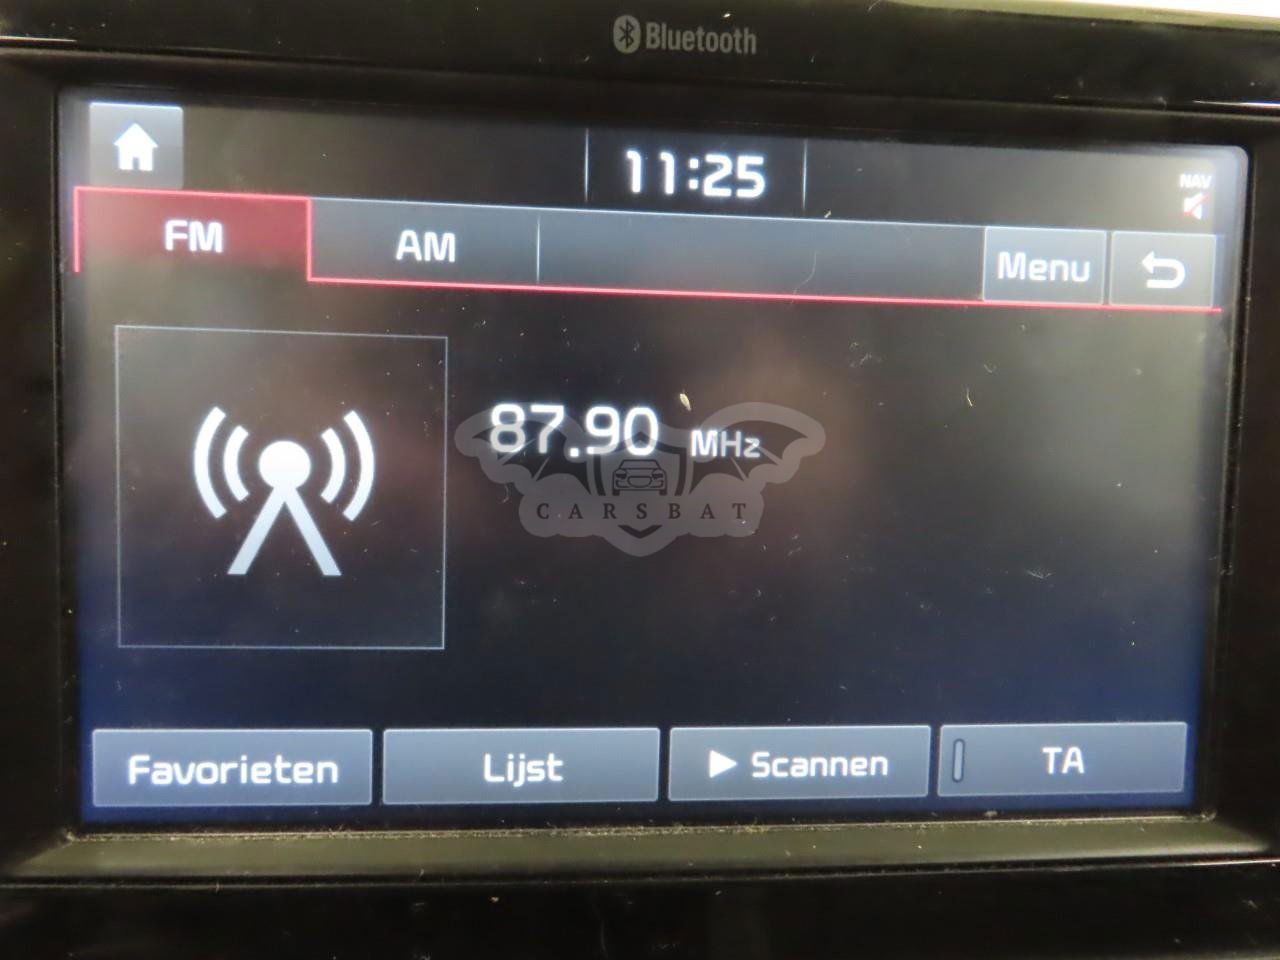 Bluetooth
11:25
NAV
FM
AM
Menu
87.90 MHz
CARSBAT
Favorieten
Lijst
Scannen
TA